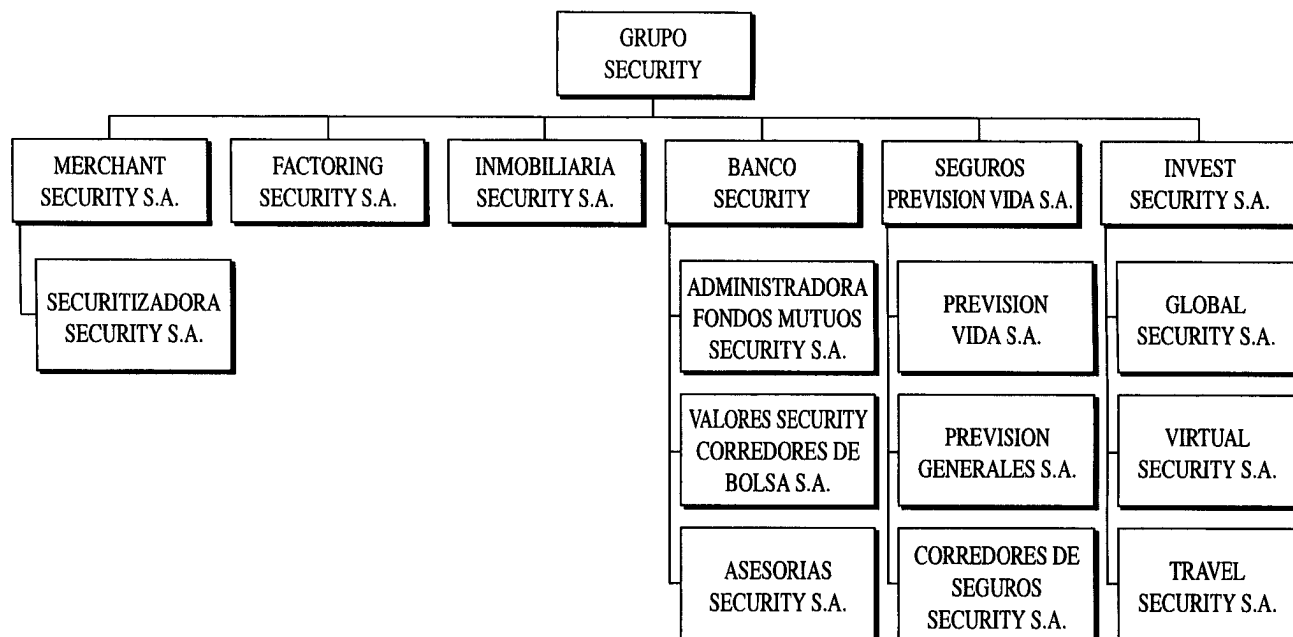 GRUPO
SECURITY
MERCHANT
SECURITY S.A.
FACTORING
SECURITY S.A.
INMOBILIARIA
SECURITY S.A.
BANCO
SECURITY
SEGUROS
PREVISION VIDA S.A.
INVEST
SECURITY S.A.
SECURITIZADORA
SECURITY S.A.
ADMINISTRADORA
FONDOS MUTUOS
SECURITY S.A.
PREVISION
VIDA S.A.
GLOBAL
SECURITY S.A.
VALORES SECURITY
CORREDORES DE
BOLSA S.A.
PREVISION
GENERALES S.A.
VIRTUAL
SECURITY S.A.
ASESORIAS
SECURITY S.A.
CORREDORES DE
SEGUROS
SECURITY S.A.
TRAVEL
SECURITY S.A.